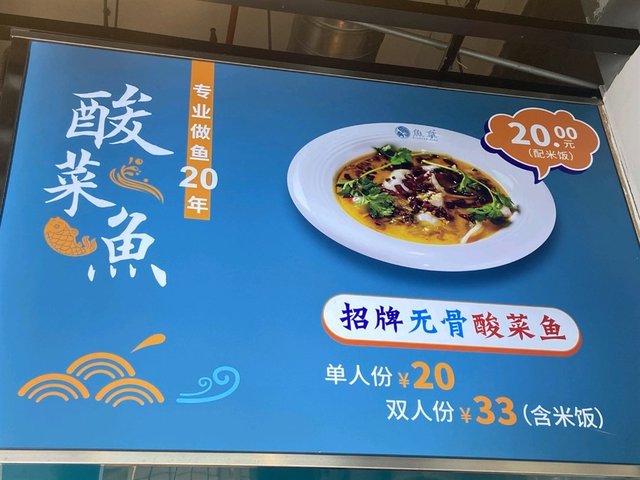 酸菜魚
专业做鱼20年
20.00元
(配米饭)
招牌无骨酸菜鱼
单人份¥20
双人份¥33(含米饭)